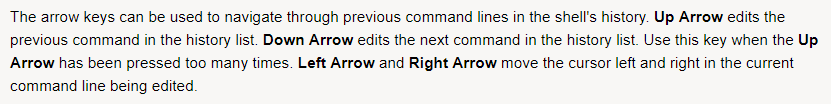 The arrow keys can be used to navigate through previous command lines in the shell's history. Up Arrow edits the
previous command in the history list. Down Arrow edits the next command in the history list. Use this key when the Up
Arrow has been pressed too many times. Left Arrow and Right Arrow move the cursor left and right in the current
command line being edited.